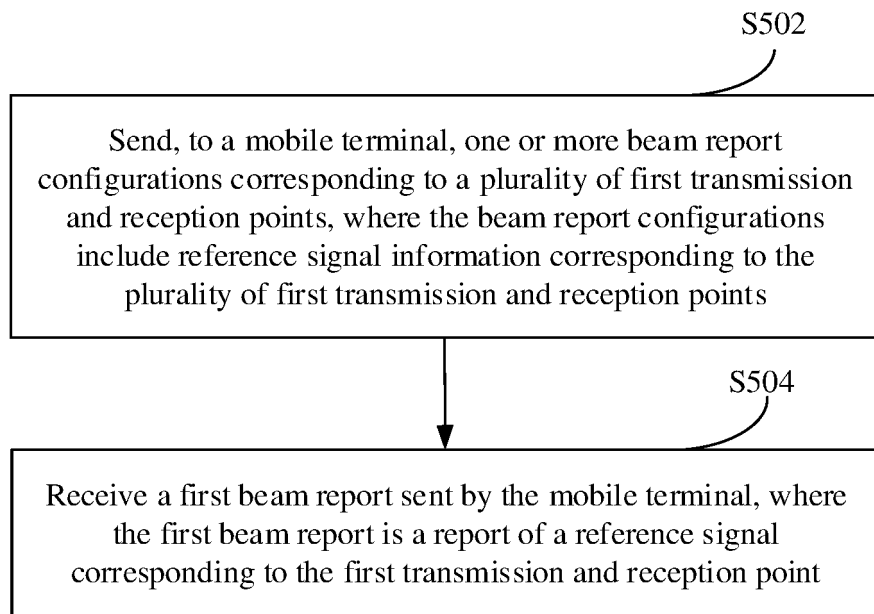 S502
Send, to a mobile terminal, one or more beam report
configurations corresponding to a plurality of first transmission
and reception points, where the beam report configurations
include reference signal information corresponding to the
plurality of first transmission and reception points
S504
Receive a first beam report sent by the mobile terminal, where
the first beam report is a report of a reference signal
corresponding to the first transmission and reception point